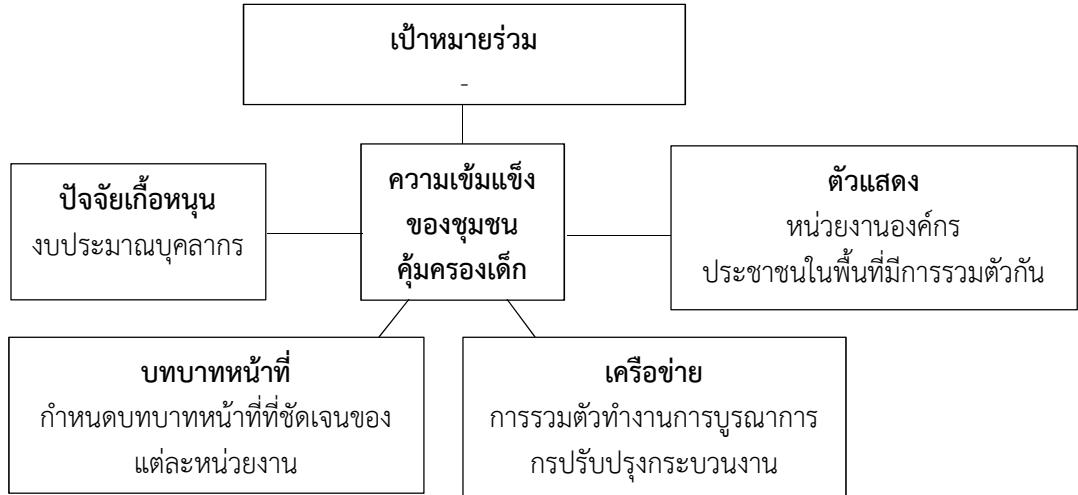 เป้าหมายร่วม
-
ปัจจัยเกื้อหนุน
งบประมาณบุคลากร
ความเข้มแข็ง
ของชุมชน
คุ้มครองเด็ก
ตัวแสดง
หน่วยงานองค์กร
ประชาชนในพื้นที่มีการรวมตัวกัน
บทบาทหน้าที่
กำหนดบทบาทหน้าที่ที่ชัดเจนของ
แต่ละหน่วยงาน
เครือข่าย
การรวมตัวทำงานการบูรณาการ
กรปรับปรุงกระบวนงาน